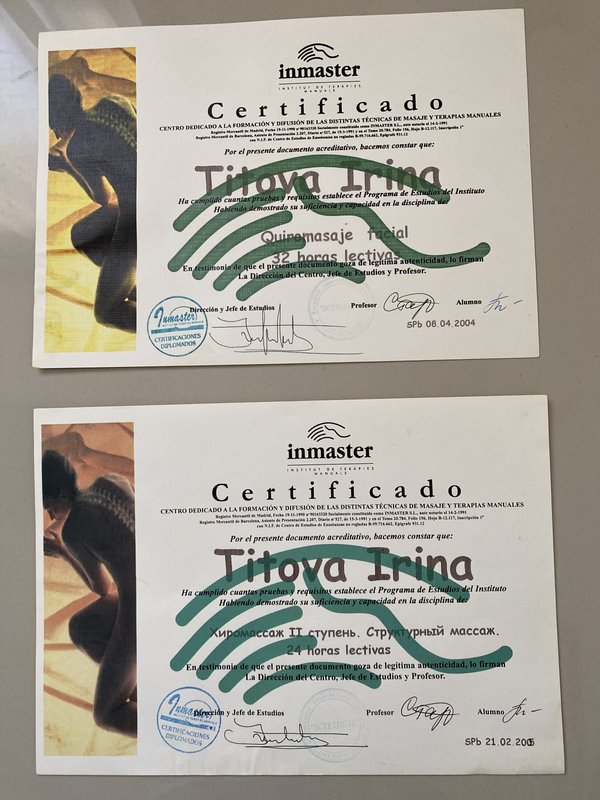 inmaster
INSTITUT DE TERAPIES
MANUALS
Certificado
CENTRO DEDICADO A LA FORMACIÓN Y DIFUSIÓN DE LAS DISTINTAS TÉCNICAS DE MASAJE Y TERAPIAS MANUALES
Por el presente documento acreditativo, hacemos constar que:
Titova Irina
Ha cumplido cuantas pruebas y requisitos establece el Programa de Estudios del Instituto
Habiendo demostrado su suficiencia y capacidad en la disciplina de:
Quiromasaje facial
32 horas lectivas
En testimonio de que el presente documento goza de legítima autenticidad, lo firman
La Dirección del Centro, Jefe de Estudios y Profesor.
Dirección y Jefe de Estudios
Profesor
Alumno
Inmaster
CERTIFICACIONES
DIPLOMADOS
SPb 08.04.2004
inmaster
INSTITUT DE TERAPIES
MANUALS
Certificado
CENTRO DEDICADO A LA FORMACIÓN Y DIFUSIÓN DE LAS DISTINTAS TÉCNICAS DE MASAJE Y TERAPIAS MANUALES
Por el presente documento acreditativo, hacemos constar que:
Titova Irina
Ha cumplido cuantas pruebas y requisitos establece el Programa de Estudios del Instituto
Habiendo demostrado su suficiencia y capacidad en la disciplina de:
Хиромассаж II ступень. Структурный массаж.
24 horas lectivas
En testimonio de que el presente documento goza de legítima autenticidad, lo firman
La Dirección del Centro, Jefe de Estudios y Profesor.
Dirección y Jefe de Estudios
Profesor
Alumno
Inmaster
CERTIFICACIONES
DIPLOMADOS
SPb 21.02.